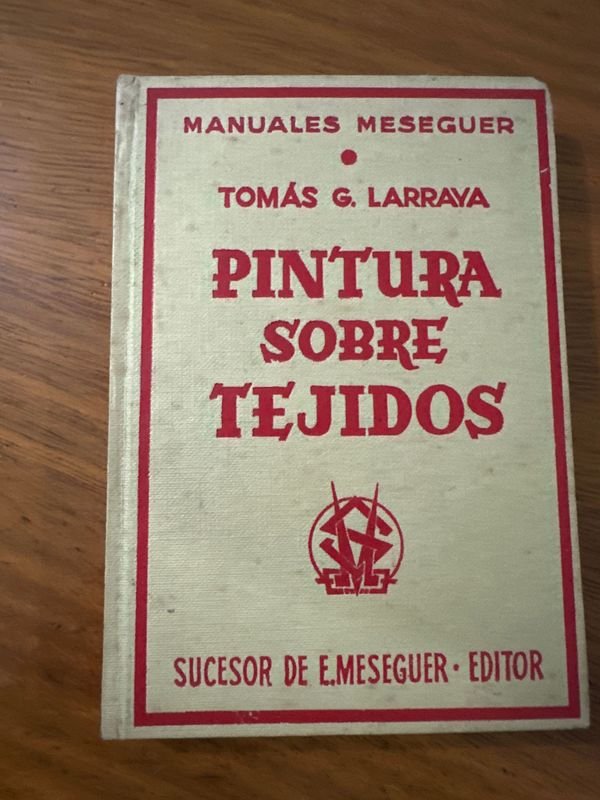 MANUALES MESEGUER
TOMÁS G. LARRAYA
PINTURA
SOBRE
TEJIDOS
SUCESOR DE E. MESEGUER · EDITOR